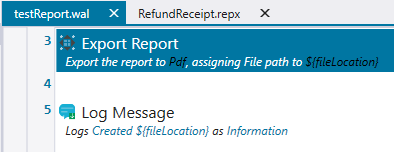 testReport.wal RefundReceipt.repx
3 Export Report
Export the report to Pdf, assigning File path to ${fileLocation}
4
5 Log Message
Logs Created ${fileLocation} as Information